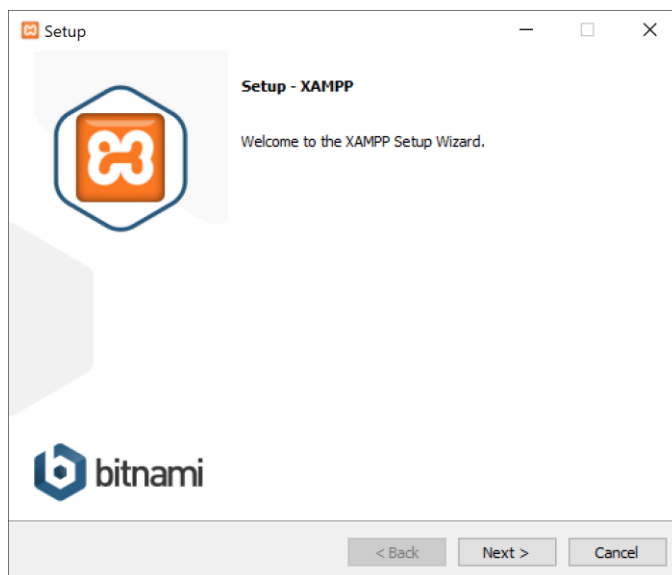 Setup
Setup - XAMPP
Welcome to the XAMPP Setup Wizard.
bitnami
< Back
Next >
Cancel